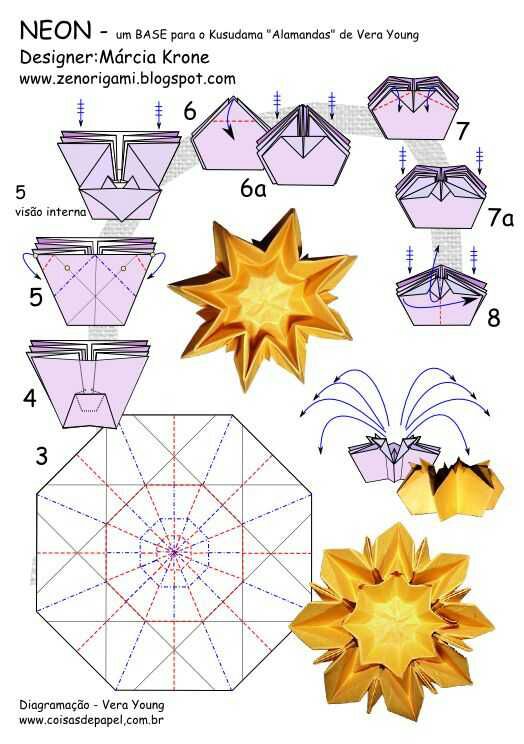 NEON - um BASE para o Kusudama "Alamandas" de Vera Young
Designer:Márcia Krone
www.zenorigami.blogspot.com
6
7
5
visão interna
6a
7a
5
8
4
3
Diagramação - Vera Young
www.coisasdepapel.com.br